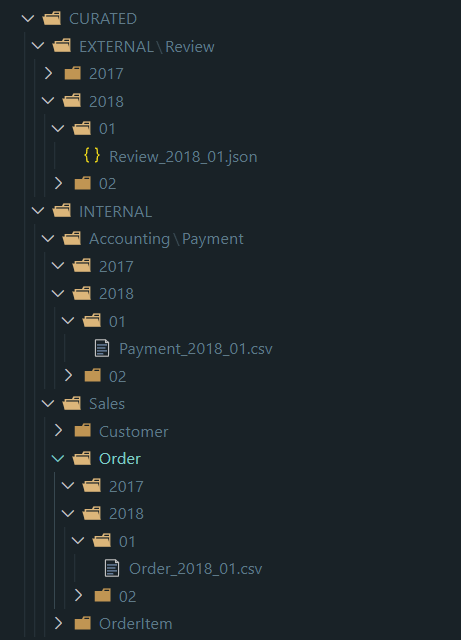 CURATED
EXTERNAL\Review
2017
2018
01
{ } Review_2018_01.json
02
INTERNAL
Accounting\Payment
2017
2018
01
Payment_2018_01.csv
02
Sales
Customer
Order
2017
2018
01
Order_2018_01.csv
02
OrderItem